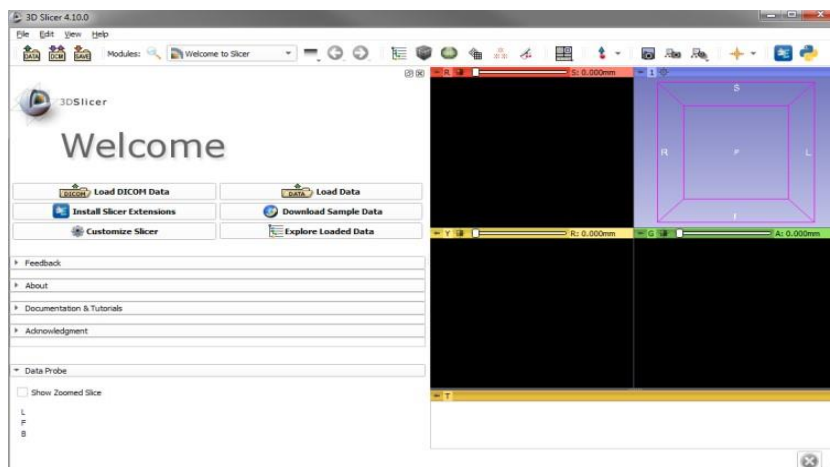 3D Slicer 4.10.0
File Edit View Help
DATA DCM SAVE Modules: Welcome to Slicer
R S: 0.000mm 1
3DSlicer
Welcome
S
R P L
I
DICOM Load DICOM Data DATA Load Data
Install Slicer Extensions Download Sample Data
Customize Slicer Explore Loaded Data
Y R: 0.000mm G A: 0.000mm
Feedback
About
Documentation & Tutorials
Acknowledgment
Data Probe
Show Zoomed Slice
T
L
F
B